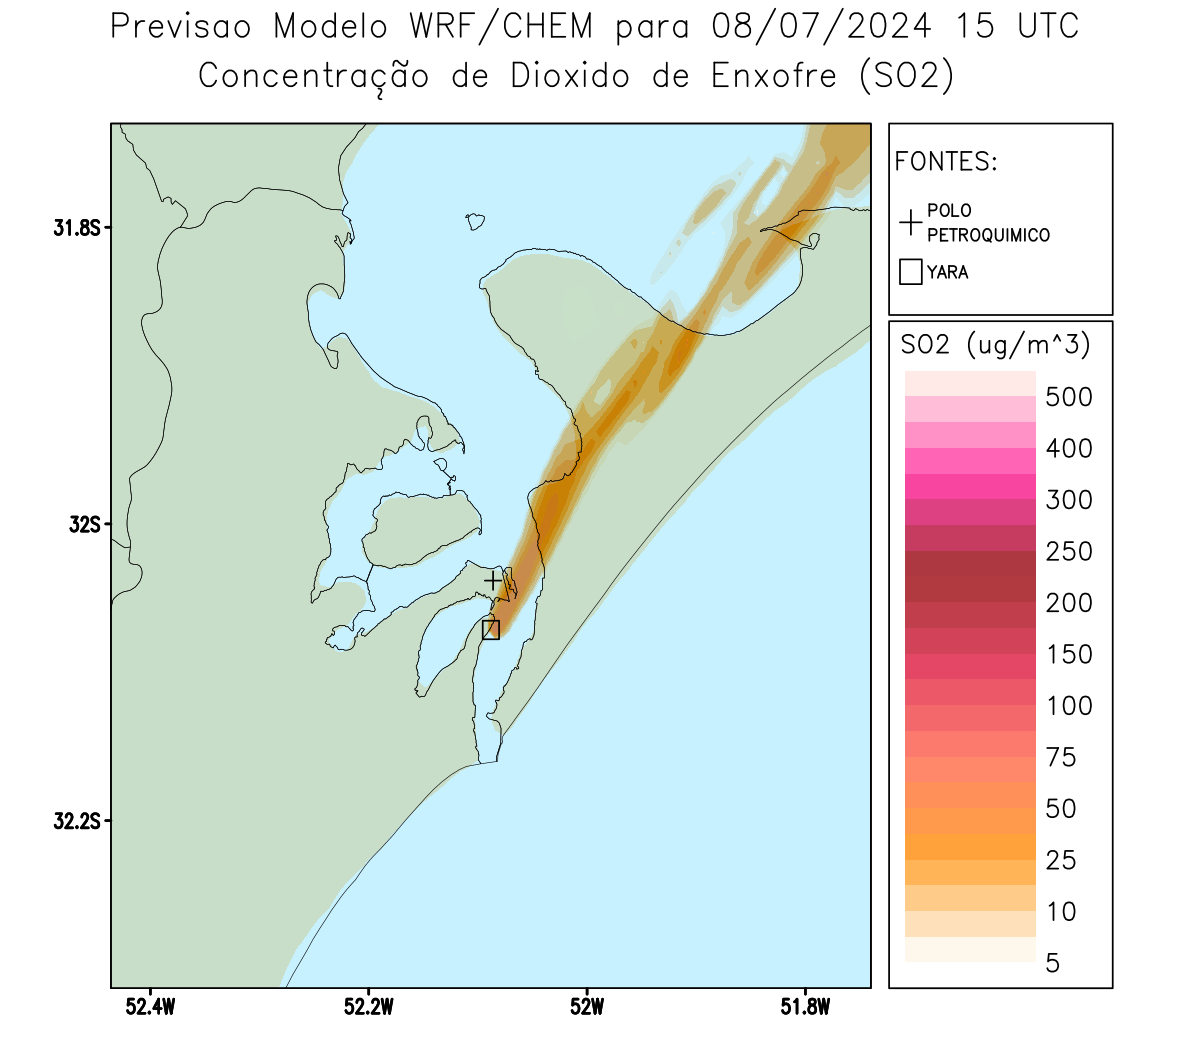 Previsao Modelo WRF/CHEM para 08/07/2024 15 UTC
Concentração de Dioxido de Enxofre (SO2)
FONTES:
POLO
PETROQUIMICO
YARA
31.8S
32S
32.2S
52.4W
52.2W
52W
51.8W
SO2 (ug/m^3)
500
400
300
250
200
150
100
75
50
25
10
5